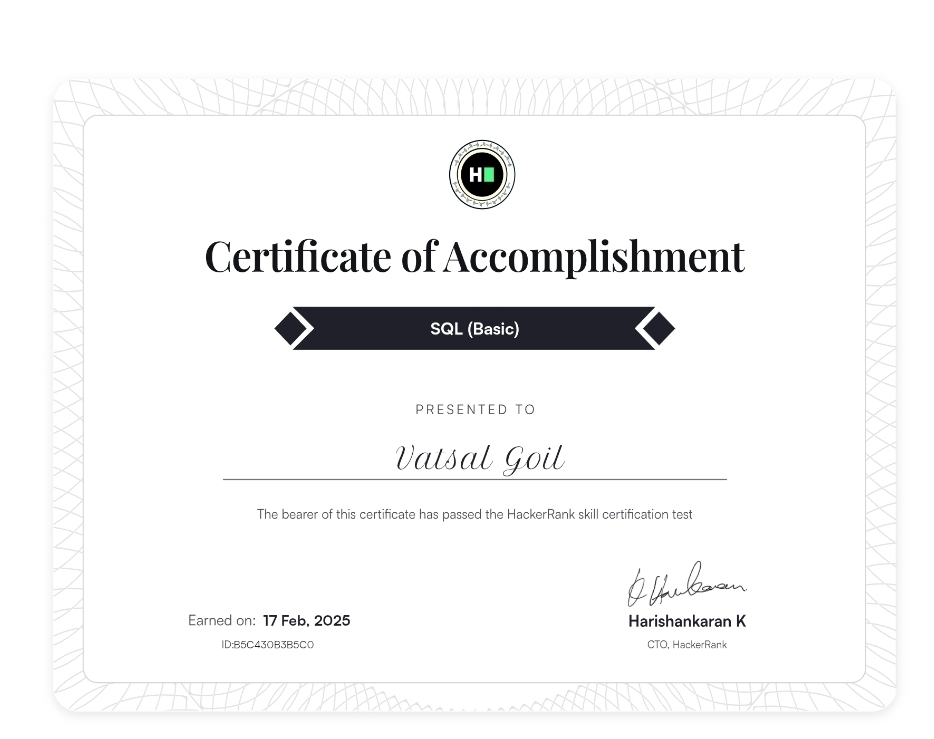 H
Certificate of Accomplishment
SQL (Basic)
PRESENTED TO
Vatsal Goil
The bearer of this certificate has passed the HackerRank skill certification test
Earned on: 17 Feb, 2025
ID:B5C430B3B5C0
Harishankaran K
CTO, HackerRank